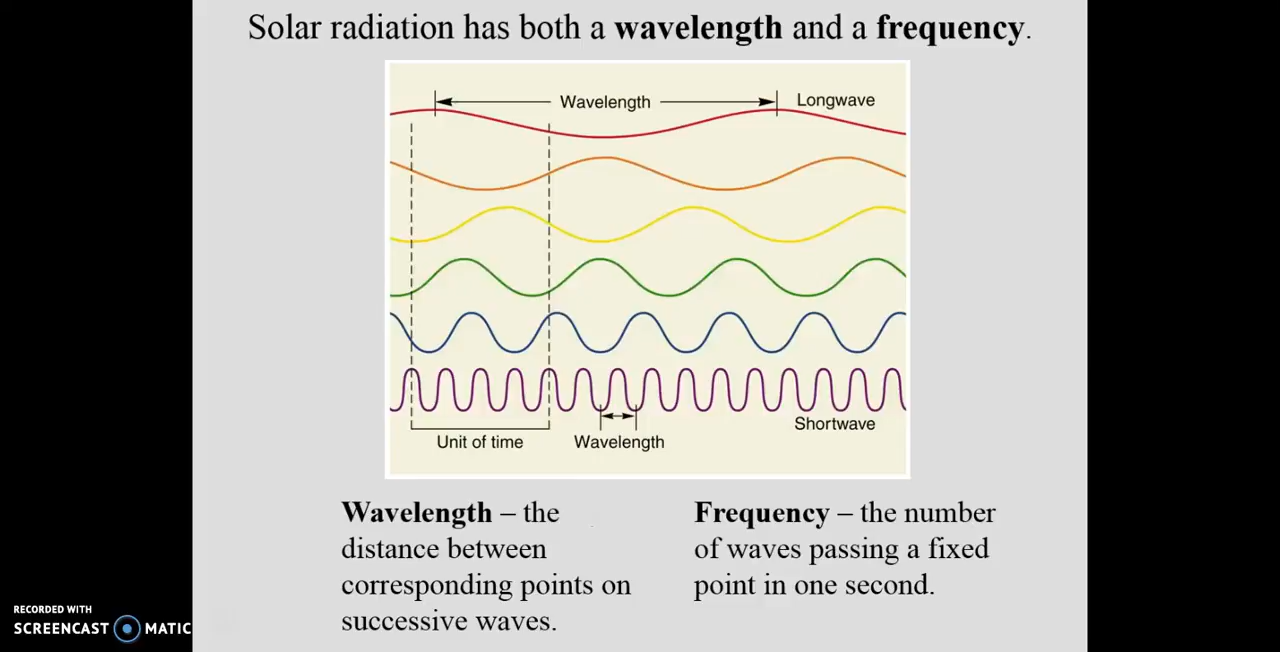 Solar radiation has both a wavelength and a frequency.
Wavelength
Longwave
Shortwave
Unit of time
Wavelength
Wavelength – the
distance between
corresponding points on
successive waves.
Frequency – the number
of waves passing a fixed
point in one second.
RECORDED WITH
SCREENCAST MATIC